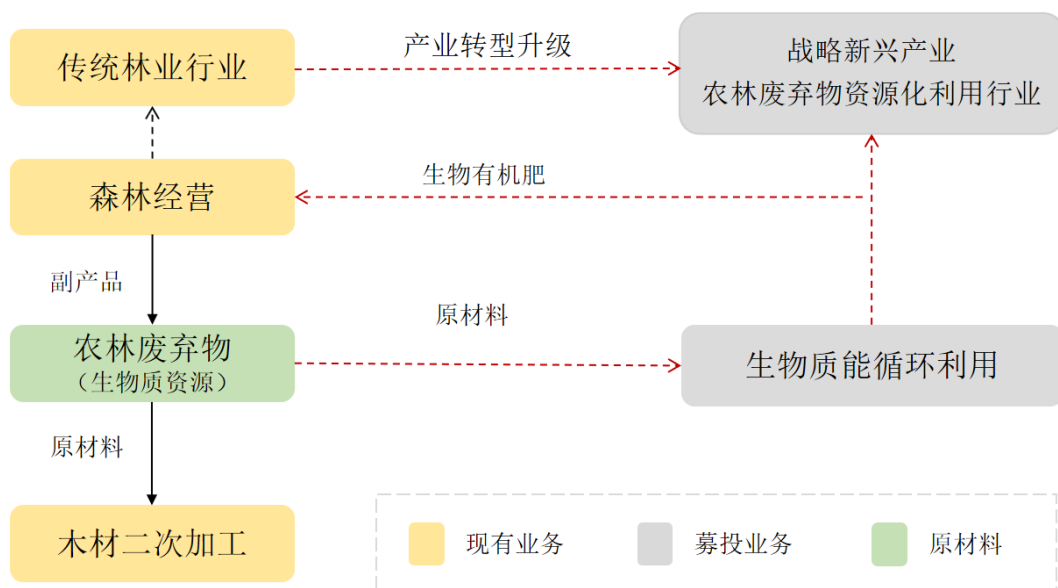 传统林业行业
产业转型升级
战略新兴产业
农林废弃物资源化利用行业
森林经营
生物有机肥
副产品
农林废弃物
（生物质资源）
原材料
生物质能循环利用
原材料
木材二次加工
现有业务
募投业务
原材料